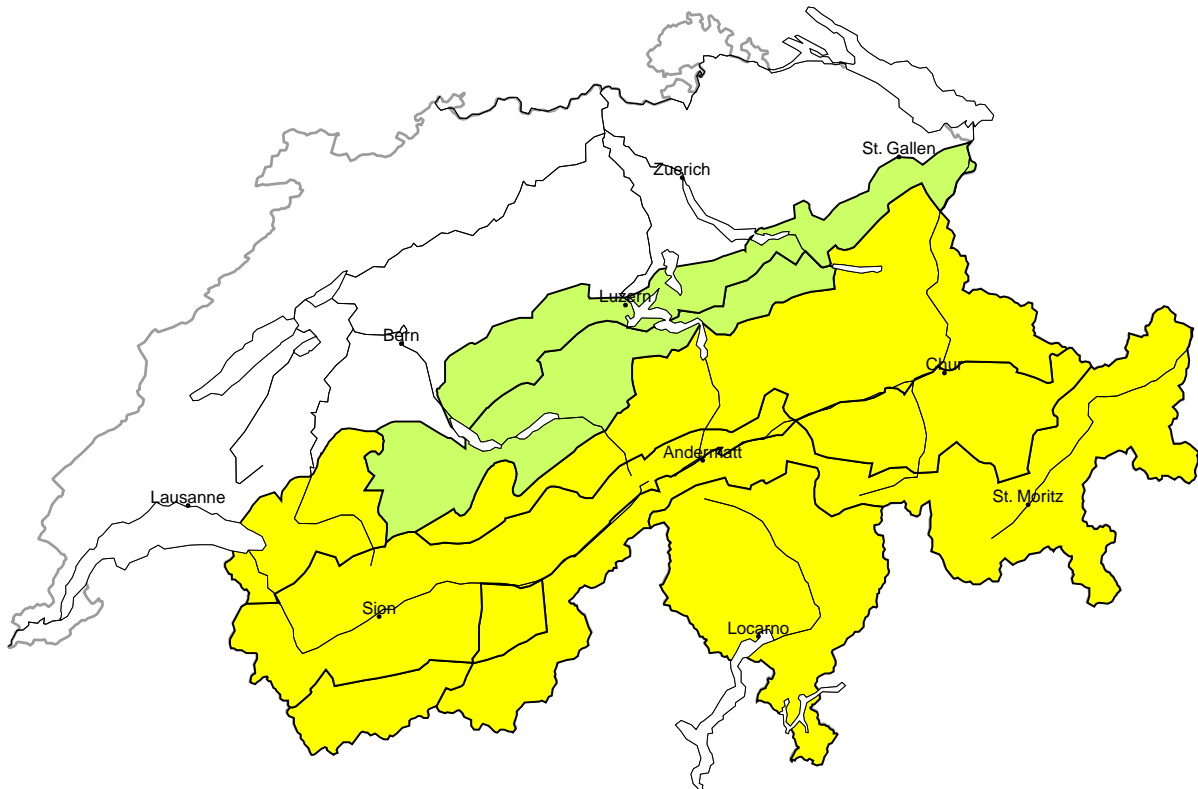 St. Gallen
Zuerich
Luzern
Bern
Chur
Andermatt
St. Moritz
Lausanne
Sion
Locarno